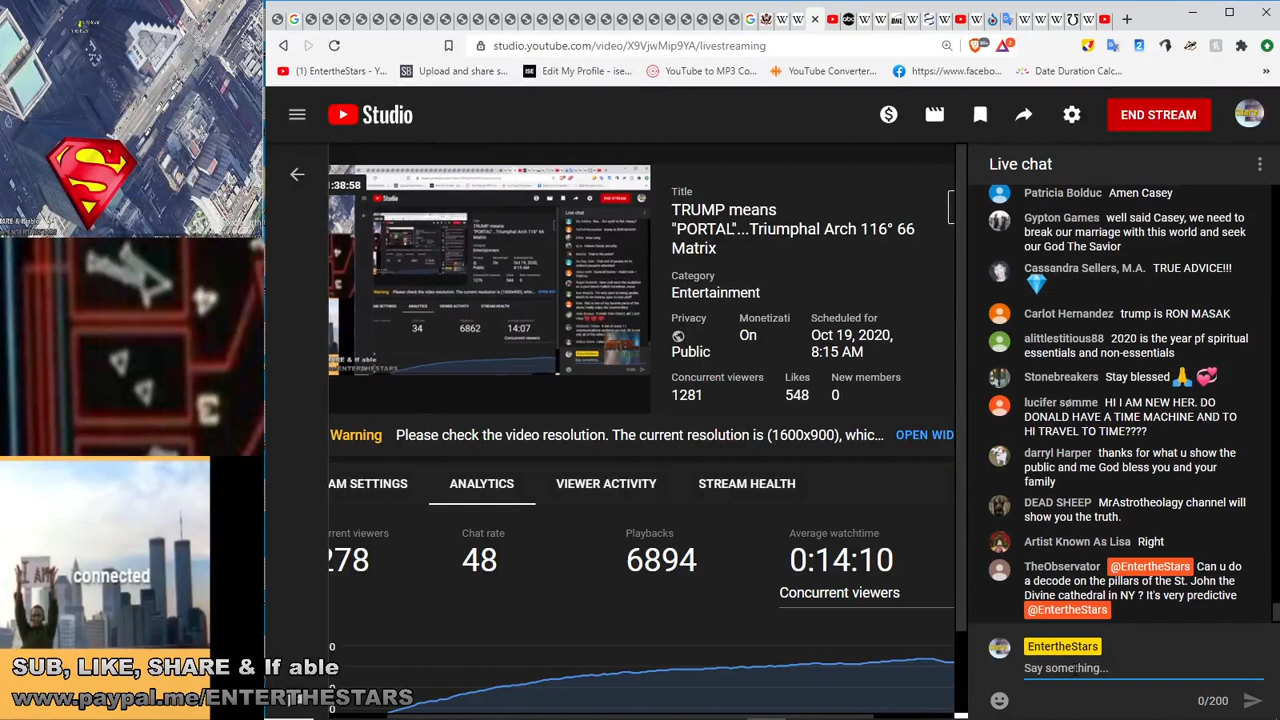 studio.youtube.com/video/X9VjwMip9YA/livestreaming
(1) EntertheStars - Y...
Upload and share s...
Edit My Profile - ise...
YouTube to MP3 Co...
YouTube Converter...
https://www.facebo...
Date Duration Calc...
Studio
END STREAM
Live chat
Title
TRUMP means
"PORTAL"...Triumphal Arch 116° 66
Matrix
Category
Entertainment
Privacy
Monetizati
Scheduled for
Public
On
Oct 19, 2020,
8:15 AM
Concurrent viewers
Likes
New members
1281
548
0
:38:58
Warning Please check the video resolution. The current resolution is (1600x900), whic...
OPEN WID
AM SETTINGS
ANALYTICS
VIEWER ACTIVITY
STREAM HEALTH
rrent viewers
Chat rate
Playbacks
Average watchtime
278
48
6894
0:14:10
Concurrent viewers
Patricia Bolduc Amen Casey
well said Casey, we need to
break our marriage with this world and seek
our God The Savior
Cassandra Sellers, M.A. TRUE ADVICE!!!
Hernandez Trump is RON MASAK
alikbestitious88 2020 is the year pf spiritual
essentials and non-essentials
Stonebreakers Stay blessed
lucifer sømme HI I AM NEW HER. DO
DONALD HAVE A TIME MACHINE AND TO
HI TRAVEL TO TIME????
darryl Harper thanks for what u show the
public and me God bless you and your
family
DEAD SHEEP MrAstrotheology channel will
show you the truth.
Artist Known As Lisa Right
TheObservator @EntertheStars Can u do
a decode on the pillars of the St. John the
Divine cathedral in NY ? It's very predictive
@EntertheStars
EntertheStars
Say something...
0/200
I AM
connected
SUB, LIKE, SHARE & If able
www.paypal.me/ENTERTHESTARS